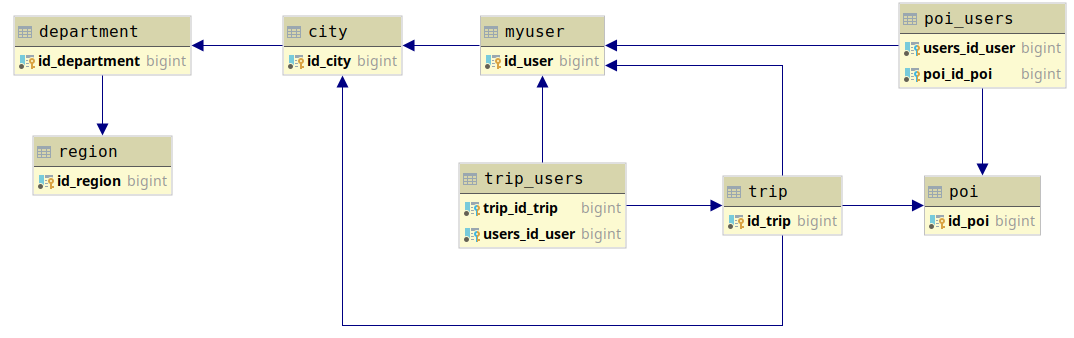 department
id_department bigint
city
id_city bigint
myuser
id_user bigint
poi_users
users_id_user bigint
poi_id_poi bigint
region
id_region bigint
trip_users
trip_id_trip bigint
users_id_user bigint
trip
id_trip bigint
poi
id_poi bigint